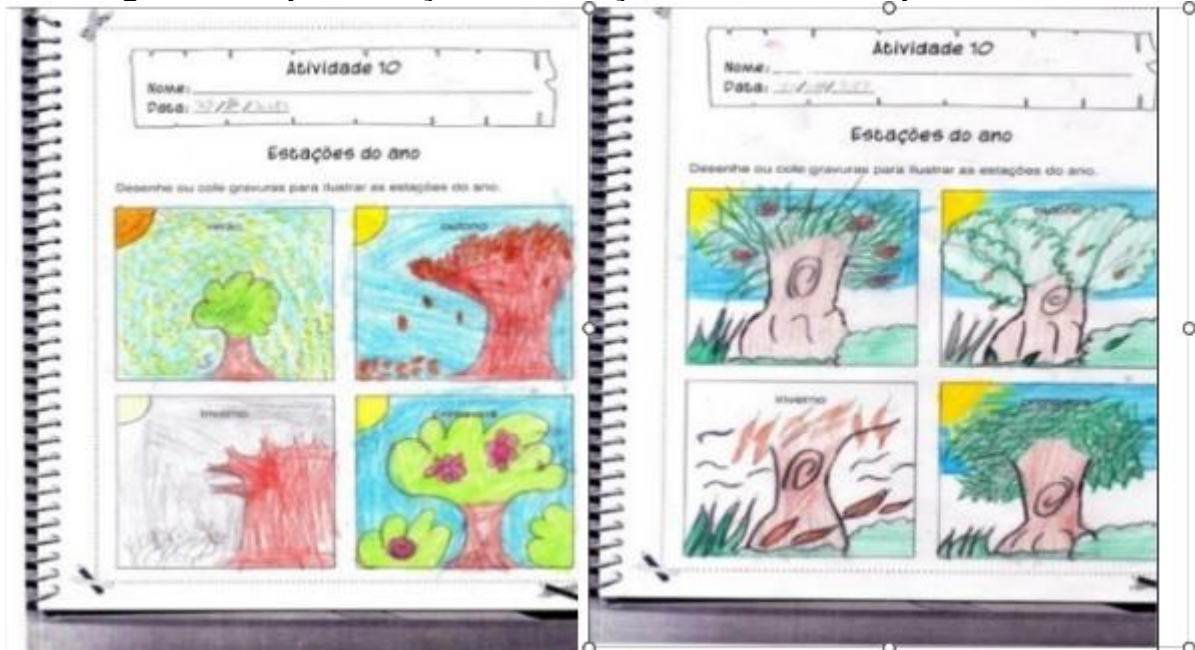 Atividade 10
Nome:
Data:
Estações do ano
Desenhe ou cole gravuras para ilustrar as estações do ano.
verão
outono
inverno
primavera
Atividade 10
Nome:
Data:
Estações do ano
Desenhe ou cole gravuras para ilustrar as estações do ano.
outono
inverno